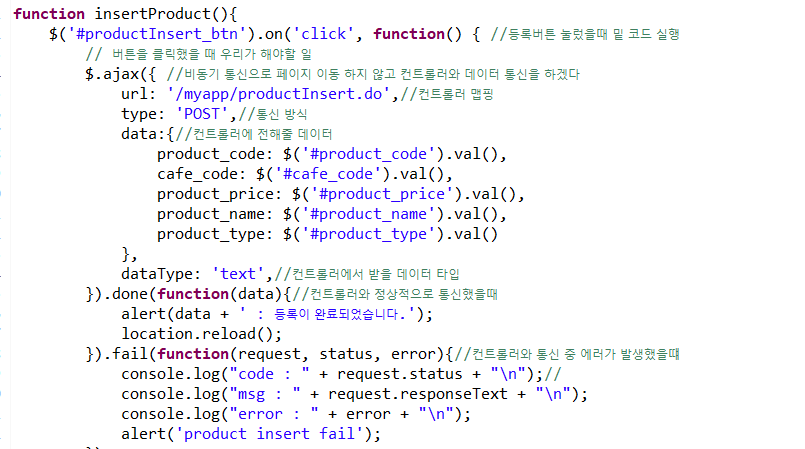 function insertProduct(){
$('#productInsert_btn').on('click', function() { //등록버튼 눌렀을때 밑 코드 실행
// 버튼을 클릭했을 때 우리가 해야할 일
$.ajax({ //비동기 통신으로 페이지 이동 하지 않고 컨트롤러와 데이터 통신을 하겠다
url: '/myapp/productInsert.do',//컨트롤러 맵핑
type: 'POST',//통신 방식
data:{//컨트롤러에 전해줄 데이터
product_code: $('#product_code').val(),
cafe_code: $('#cafe_code').val(),
product_price: $('#product_price').val(),
product_name: $('#product_name').val(),
product_type: $('#product_type').val()
},
dataType: 'text',//컨트롤러에서 받을 데이터 타입
}).done(function(data){//컨트롤러와 정상적으로 통신했을때
alert(data + ' : 등록이 완료되었습니다.');
location.reload();
}).fail(function(request, status, error){//컨트롤러와 통신 중 에러가 발생했을떄
console.log("code : " + request.status + "\n");//
console.log("msg : " + request.responseText + "\n");
console.log("error : " + error + "\n");
alert('product insert fail');